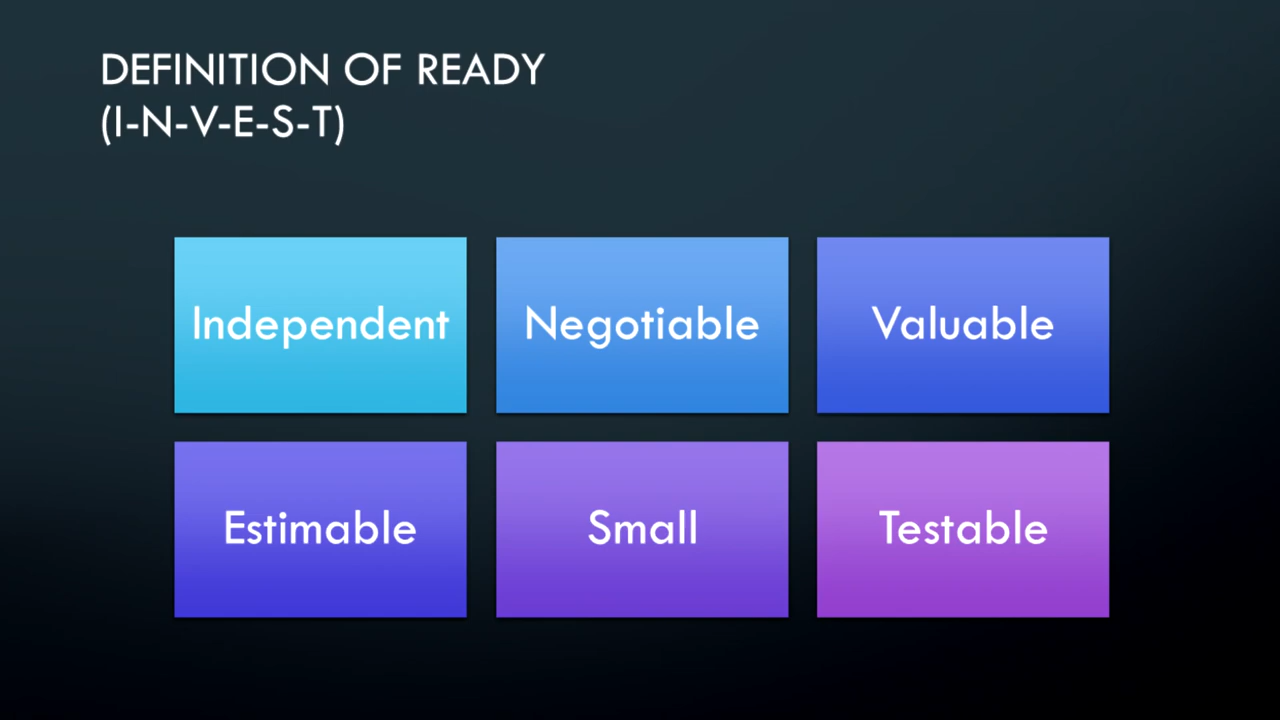 DEFINITION OF READY
(I-N-V-E-S-T)
Independent
Negotiable
Valuable
Estimable
Small
Testable